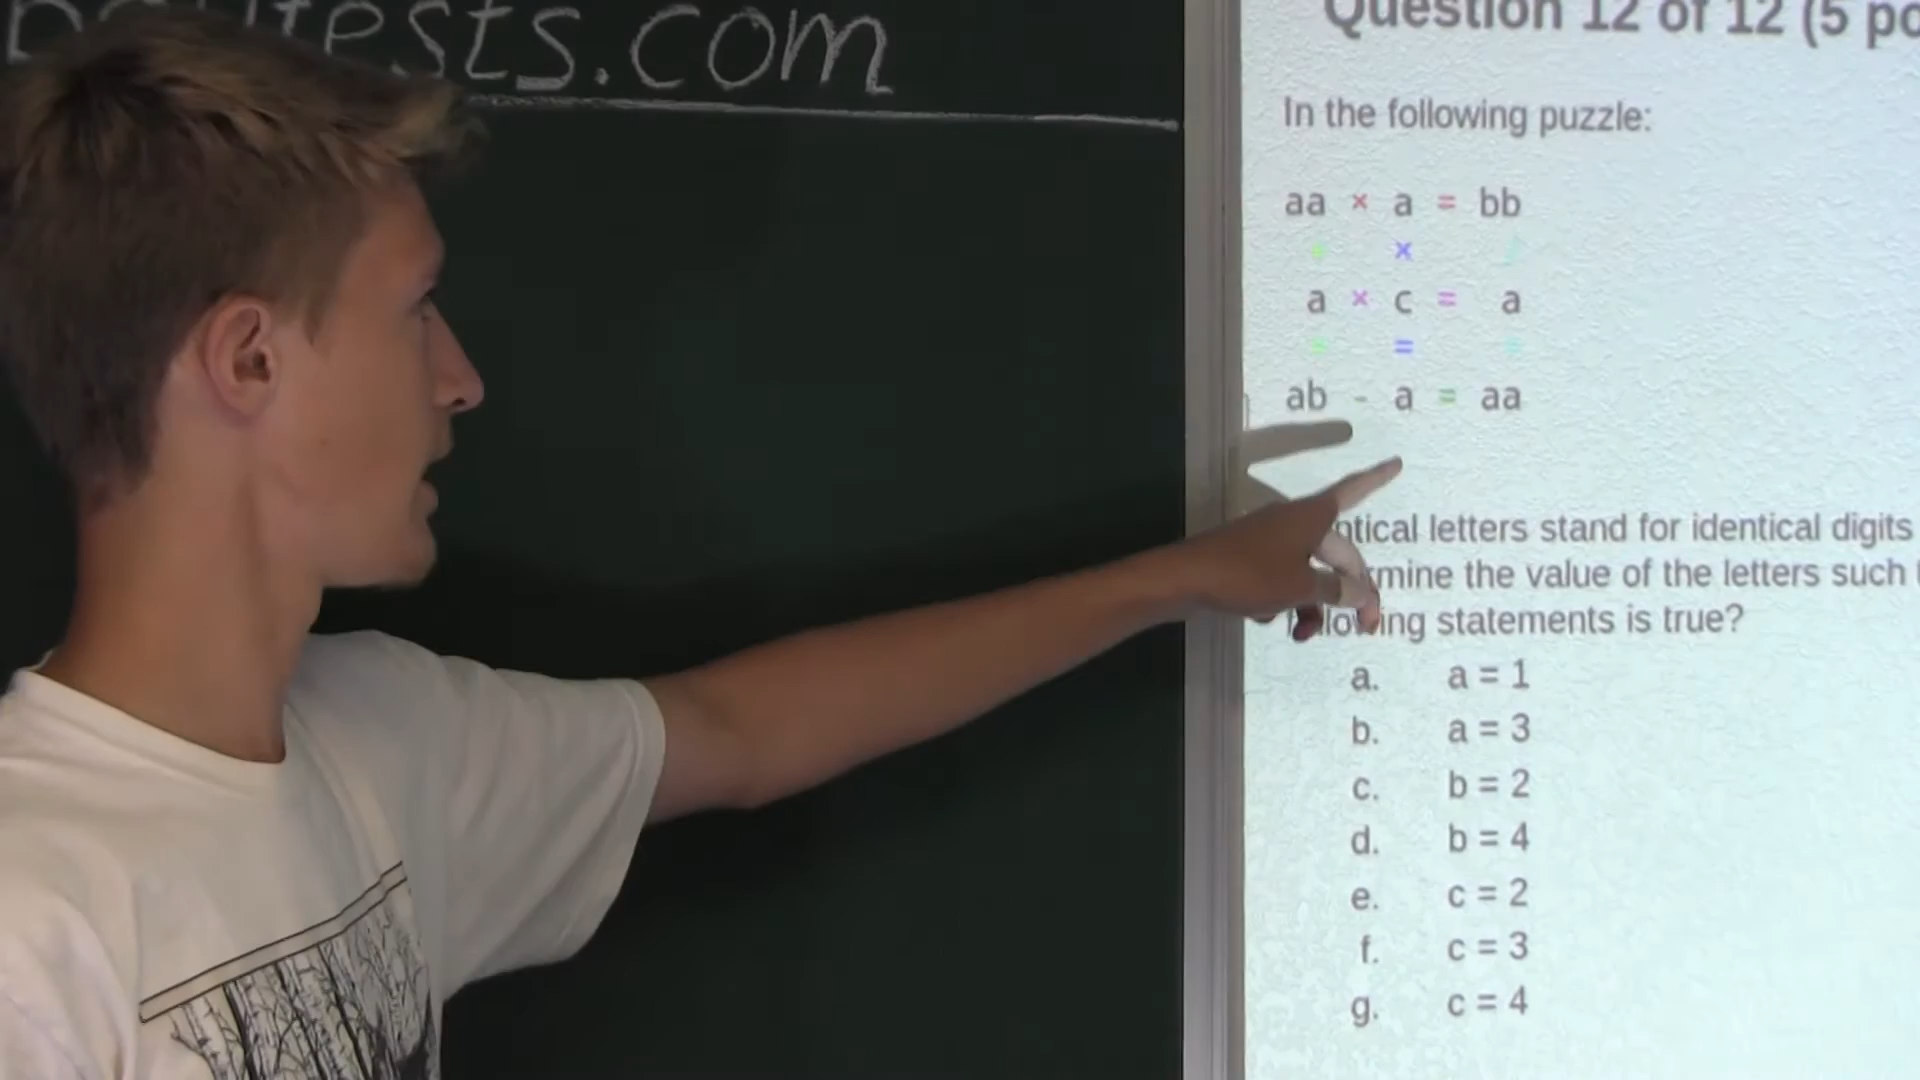 tests.com
Question 12 of 12 (5 po
In the following puzzle:
aa × a = bb
+ × /
a × c = a
= = =
ab - a = aa
ntical letters stand for identical digits
rmine the value of the letters such
statements is true?
a. a = 1
b. a = 3
c. b = 2
d. b = 4
e. c = 2
f. c = 3
g. c = 4